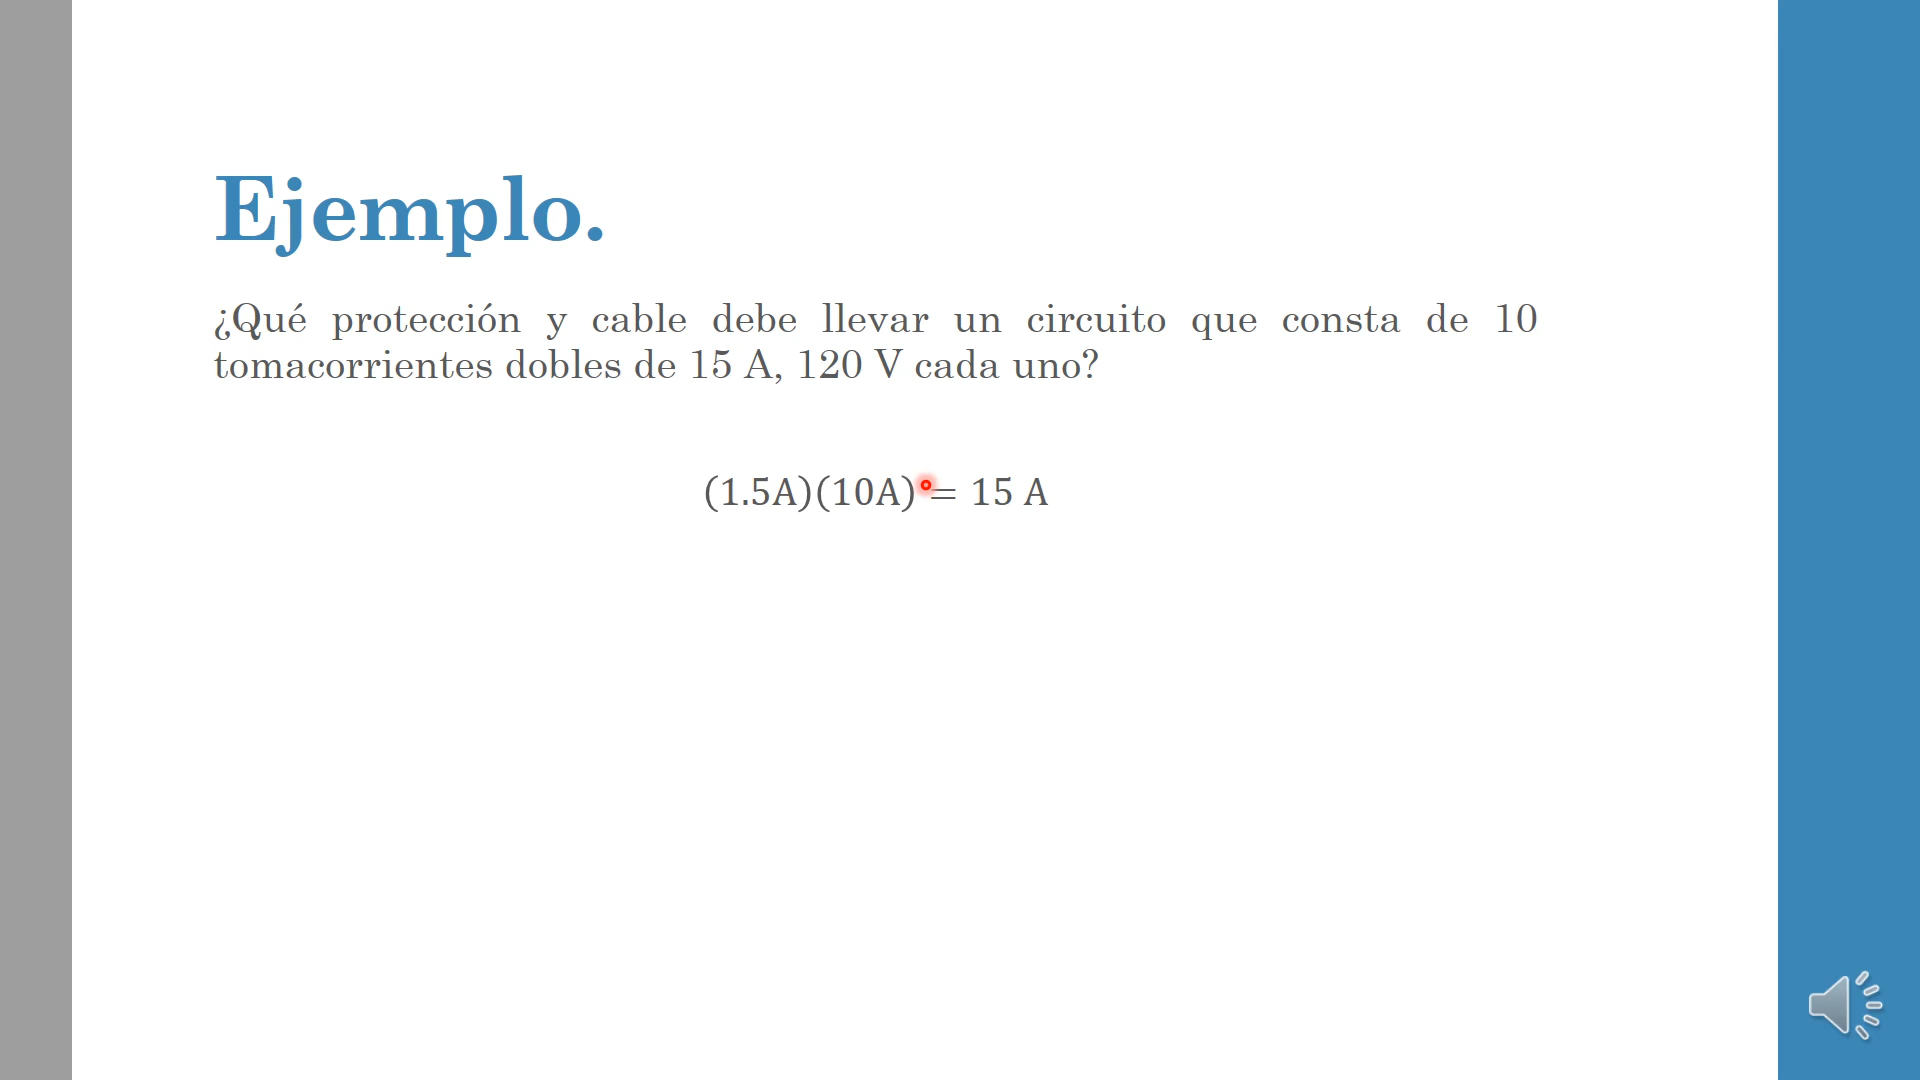 Ejemplo.
¿Qué protección y cable debe llevar un circuito que consta de 10
tomacorrientes dobles de 15 A, 120 V cada uno?
(1.5A)(10A) = 15 A